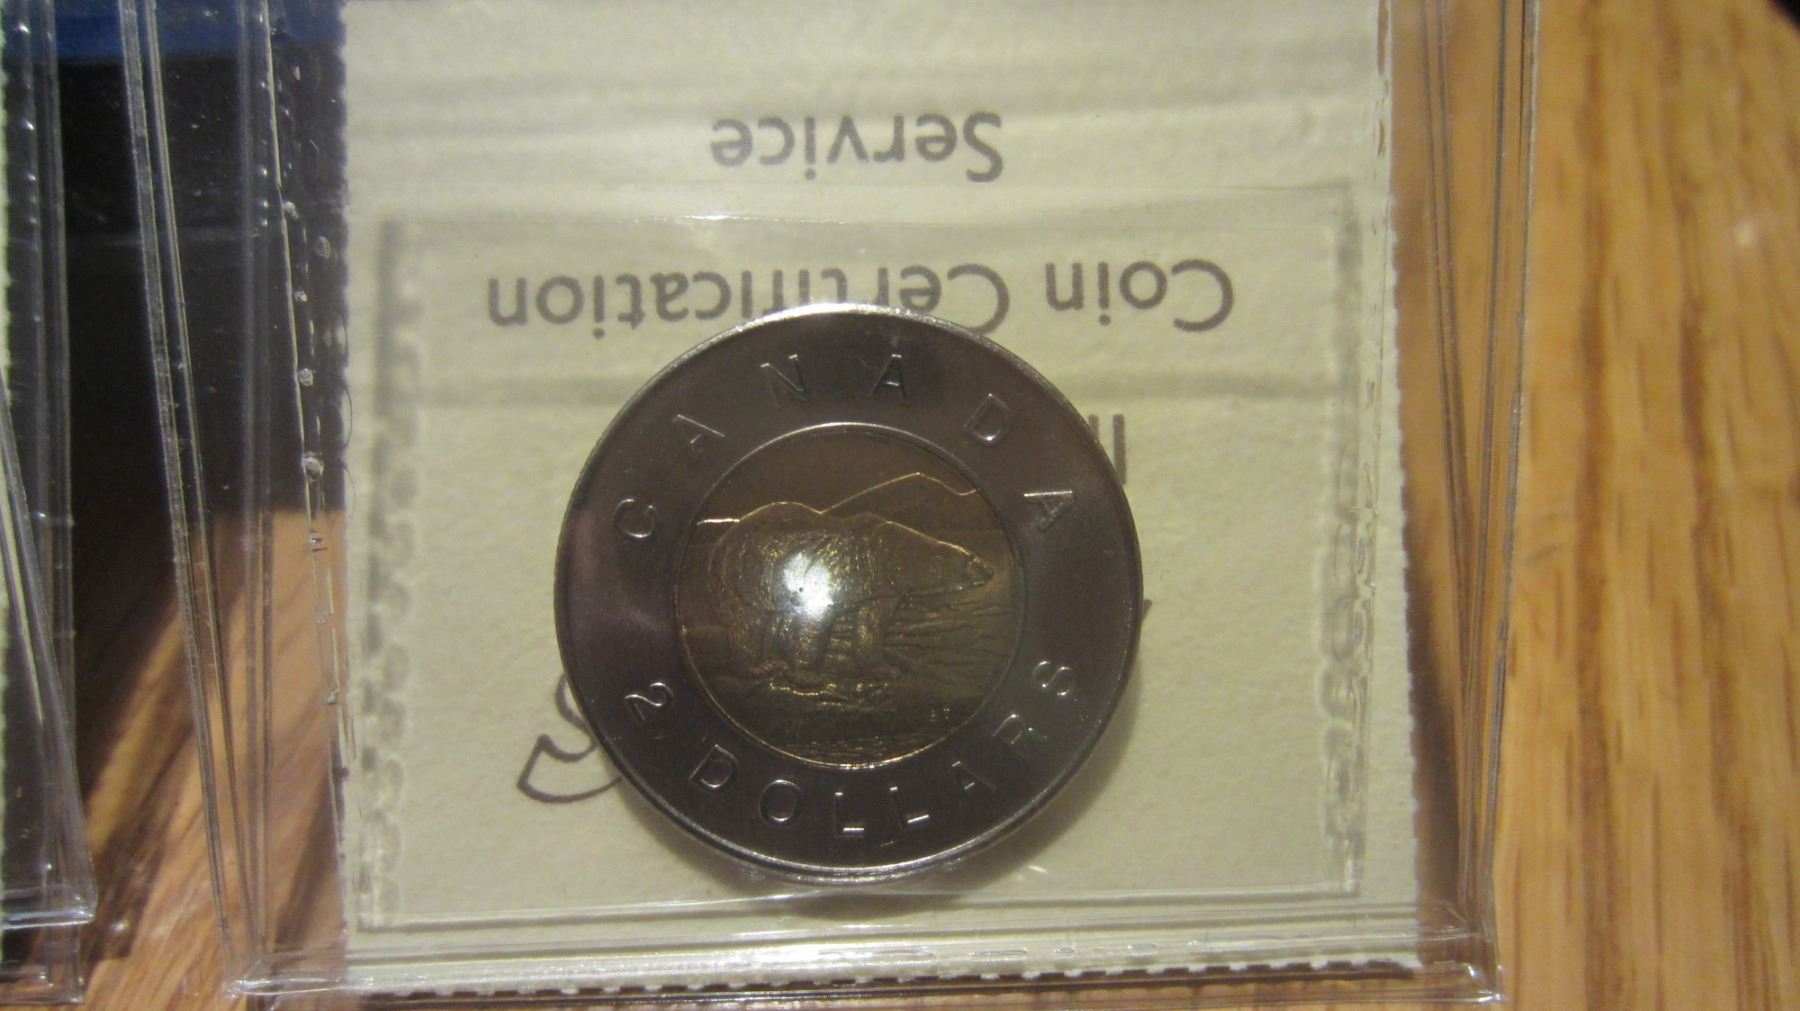 Service
Coin Certification
CANADA
2 DOLLARS